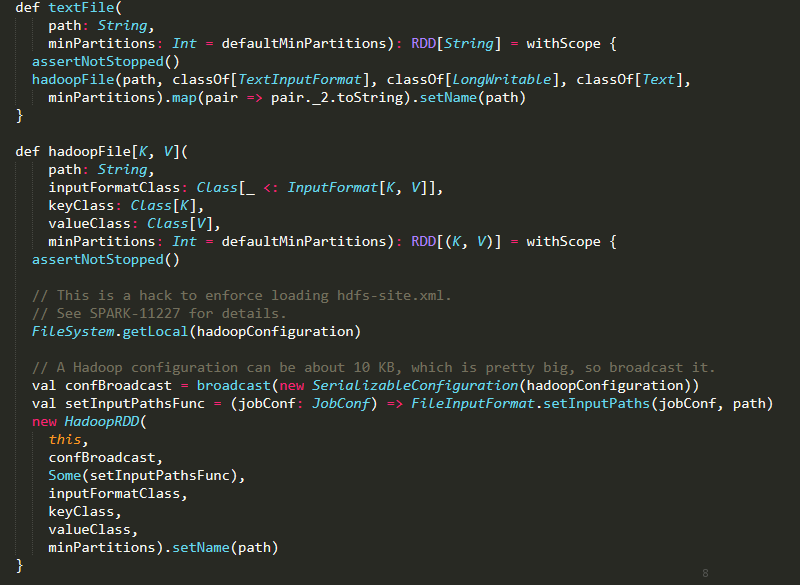 def textFile(
    path: String,
    minPartitions: Int = defaultMinPartitions): RDD[String] = withScope {
  assertNotStopped()
  hadoopFile(path, classOf[TextInputFormat], classOf[LongWritable], classOf[Text],
    minPartitions).map(pair => pair._2.toString).setName(path)
}

def hadoopFile[K, V](
    path: String,
    inputFormatClass: Class[_ <: InputFormat[K, V]],
    keyClass: Class[K],
    valueClass: Class[V],
    minPartitions: Int = defaultMinPartitions): RDD[(K, V)] = withScope {
  assertNotStopped()

  // This is a hack to enforce loading hdfs-site.xml.
  // See SPARK-11227 for details.
  FileSystem.getLocal(hadoopConfiguration)

  // A Hadoop configuration can be about 10 KB, which is pretty big, so broadcast it.
  val confBroadcast = broadcast(new SerializableConfiguration(hadoopConfiguration))
  val setInputPathsFunc = (jobConf: JobConf) => FileInputFormat.setInputPaths(jobConf, path)
  new HadoopRDD(
    this,
    confBroadcast,
    Some(setInputPathsFunc),
    inputFormatClass,
    keyClass,
    valueClass,
    minPartitions).setName(path)
}
8